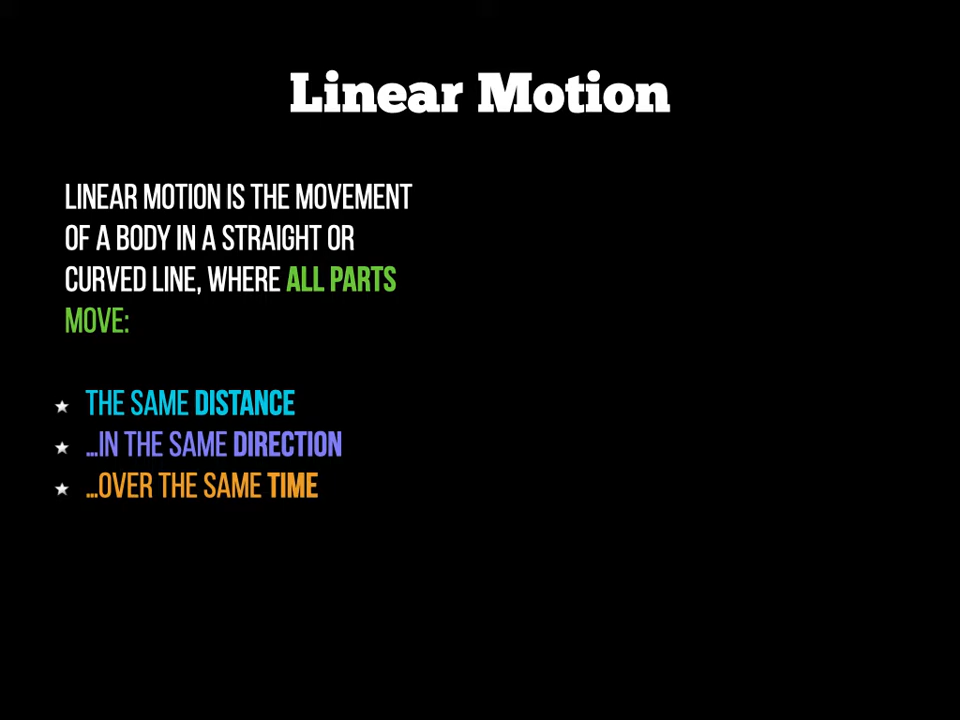 Linear Motion
LINEAR MOTION IS THE MOVEMENT
OF A BODY IN A STRAIGHT OR
CURVED LINE, WHERE ALL PARTS
MOVE:
THE SAME DISTANCE
...IN THE SAME DIRECTION
...OVER THE SAME TIME